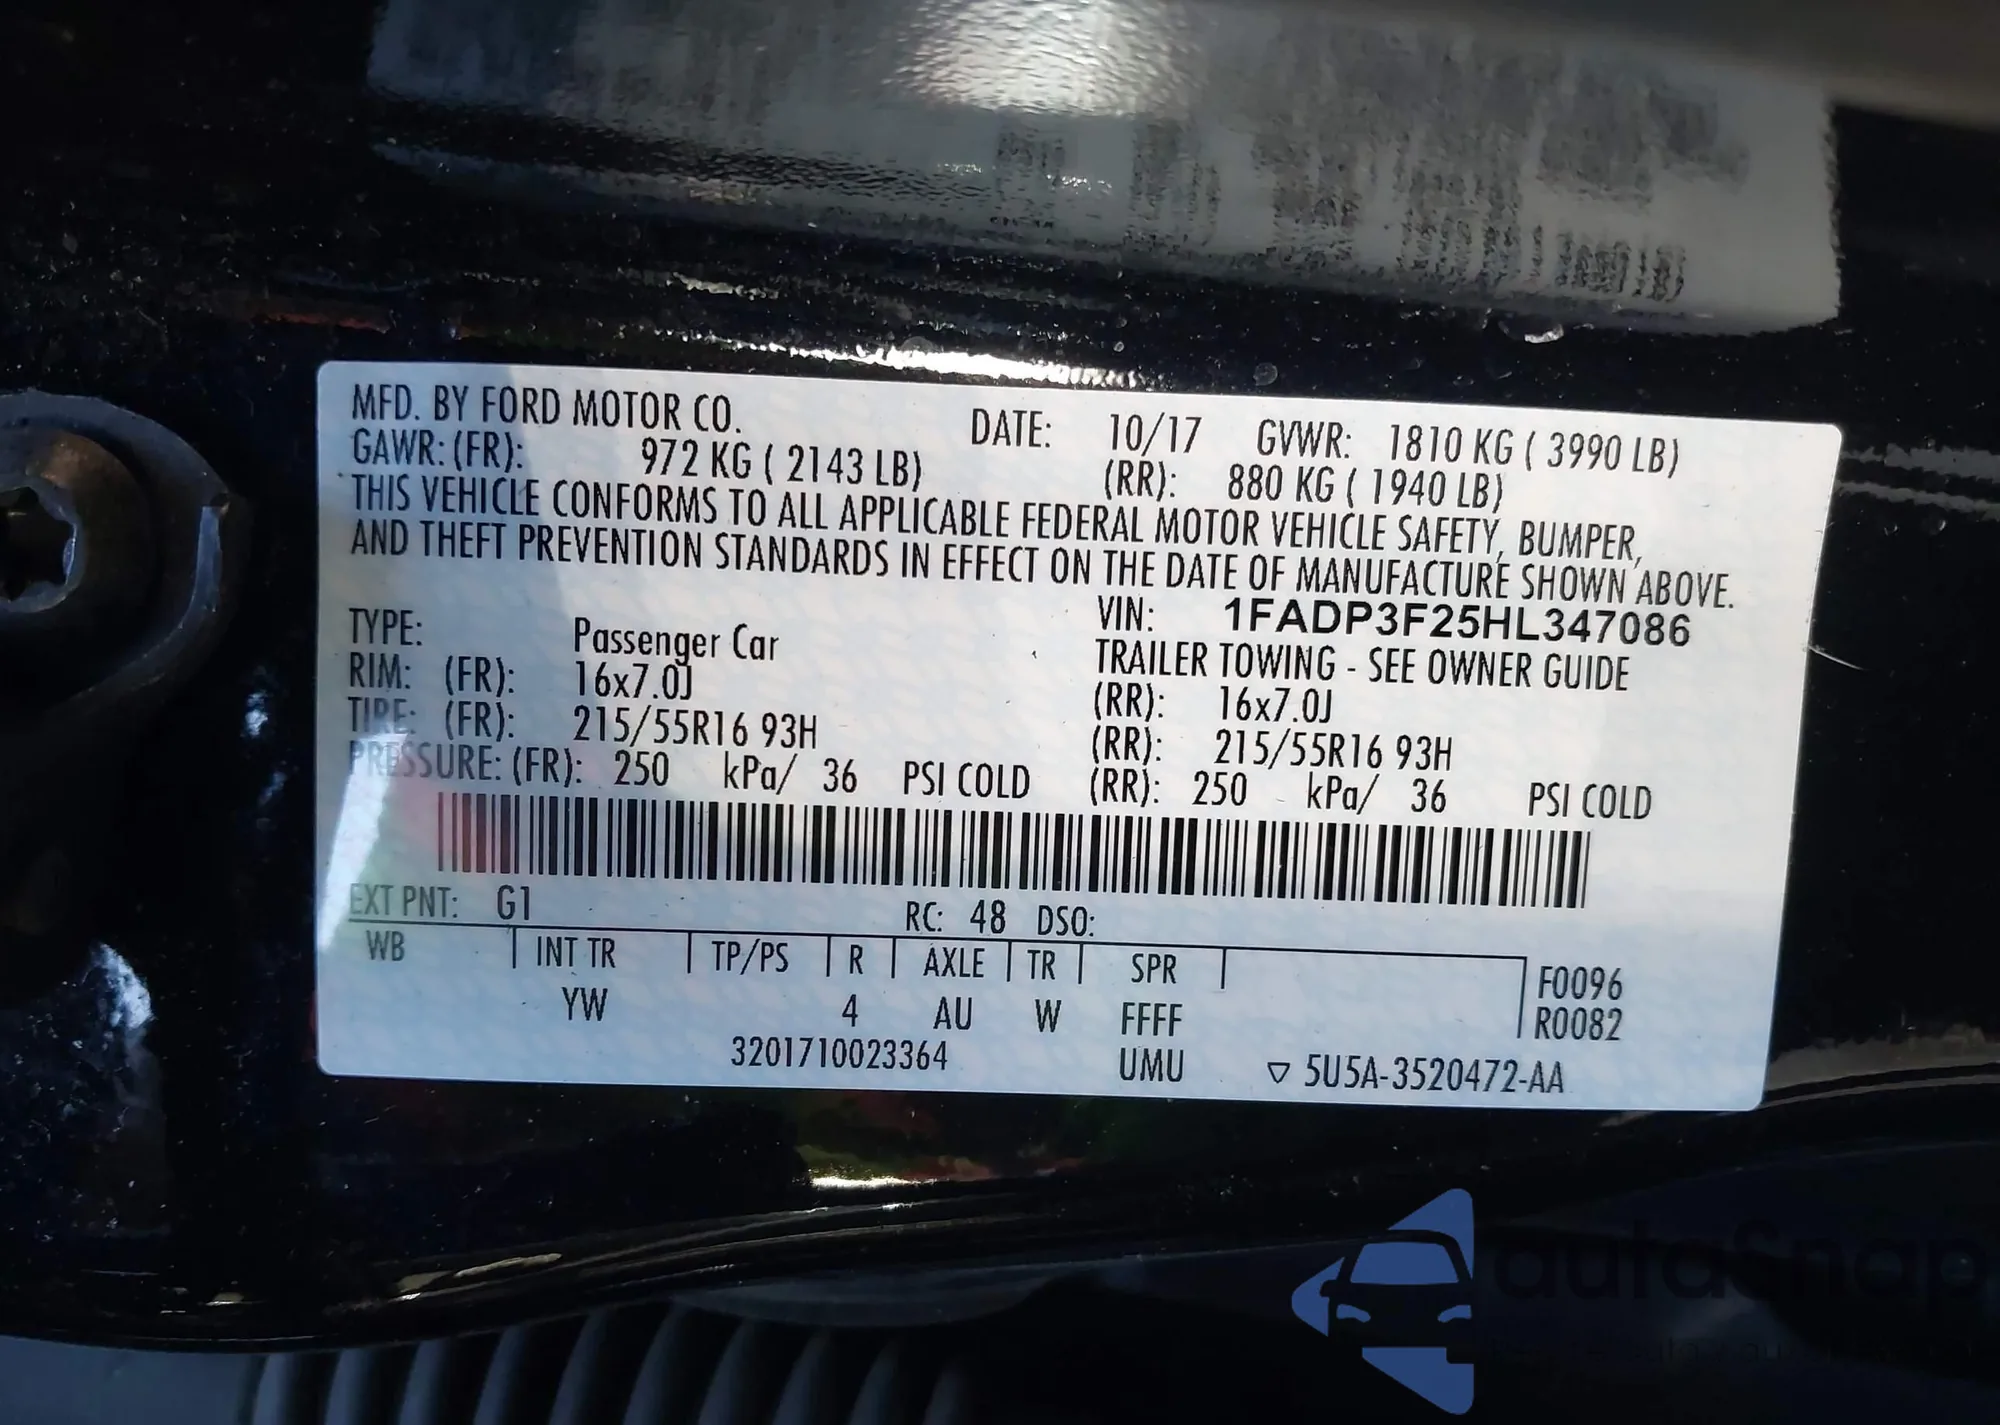 MFD. BY FORD MOTOR CO. DATE: 10/17 GVWR: 1810 KG ( 3990 LB)
GAWR: (FR): 972 KG ( 2143 LB) (RR): 880 KG ( 1940 LB)
THIS VEHICLE CONFORMS TO ALL APPLICABLE FEDERAL MOTOR VEHICLE SAFETY, BUMPER,
AND THEFT PREVENTION STANDARDS IN EFFECT ON THE DATE OF MANUFACTURE SHOWN ABOVE.
VIN: 1FADP3F25HL347086
TYPE: Passenger Car TRAILER TOWING - SEE OWNER GUIDE
RIM: (FR): 16x7.0J (RR): 16x7.0J
TIRE: (FR): 215/55R16 93H (RR): 215/55R16 93H
PRESSURE: (FR): 250 kPa/ 36 PSI COLD (RR): 250 kPa/ 36 PSI COLD
EXT PNT: G1 RC: 48 DSO:
WB INT TR TP/PS R AXLE TR SPR F0096
YW 4 AU W FFFF R0082
3201710023364 UMU ▽ 5U5A-3520472-AA
autoSnap